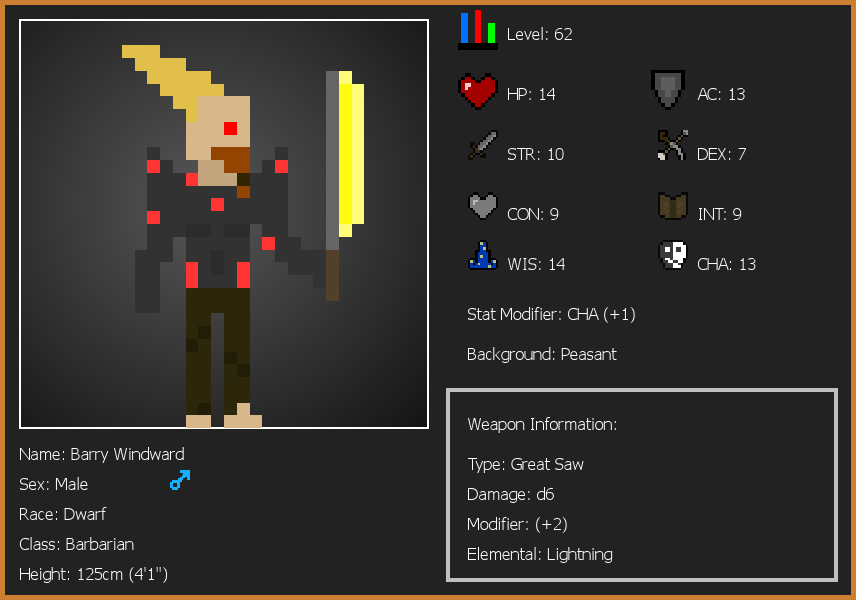 Level: 62
HP: 14
AC: 13
STR: 10
DEX: 7
CON: 9
INT: 9
WIS: 14
CHA: 13
Stat Modifier: CHA (+1)
Background: Peasant
Weapon Information:
Type: Great Saw
Damage: d6
Modifier: (+2)
Elemental: Lightning
Name: Barry Windward
Sex: Male
Race: Dwarf
Class: Barbarian
Height: 125cm (4'1")